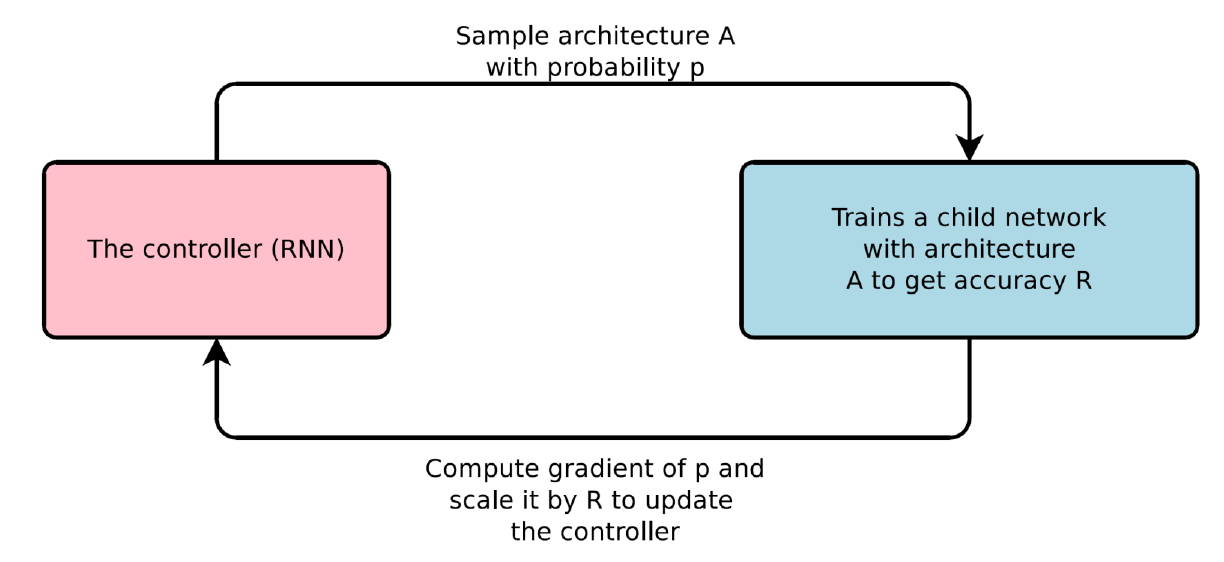 Sample architecture A
with probability p
The controller (RNN)
Trains a child network
with architecture
A to get accuracy R
Compute gradient of p and
scale it by R to update
the controller